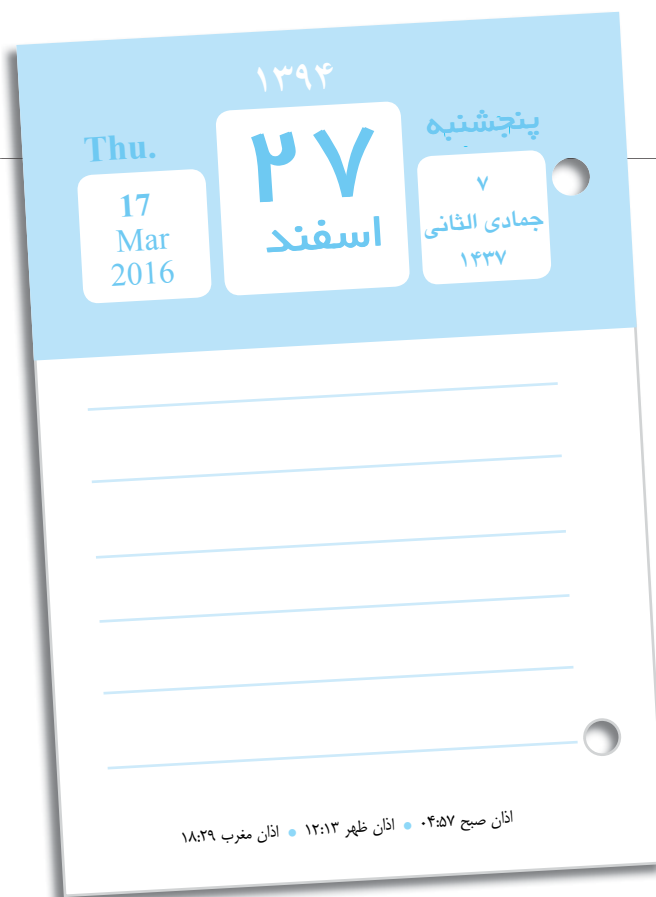 ۱۳۹۴
پنجشنبه
۷
جمادی الثانی
۱۴۳۷
۲۷
اسفند
Thu.
17
Mar
2016
اذان صبح ۰۴:۵۷ • اذان ظهر ۱۲:۱۳ • اذان مغرب ۱۸:۲۹